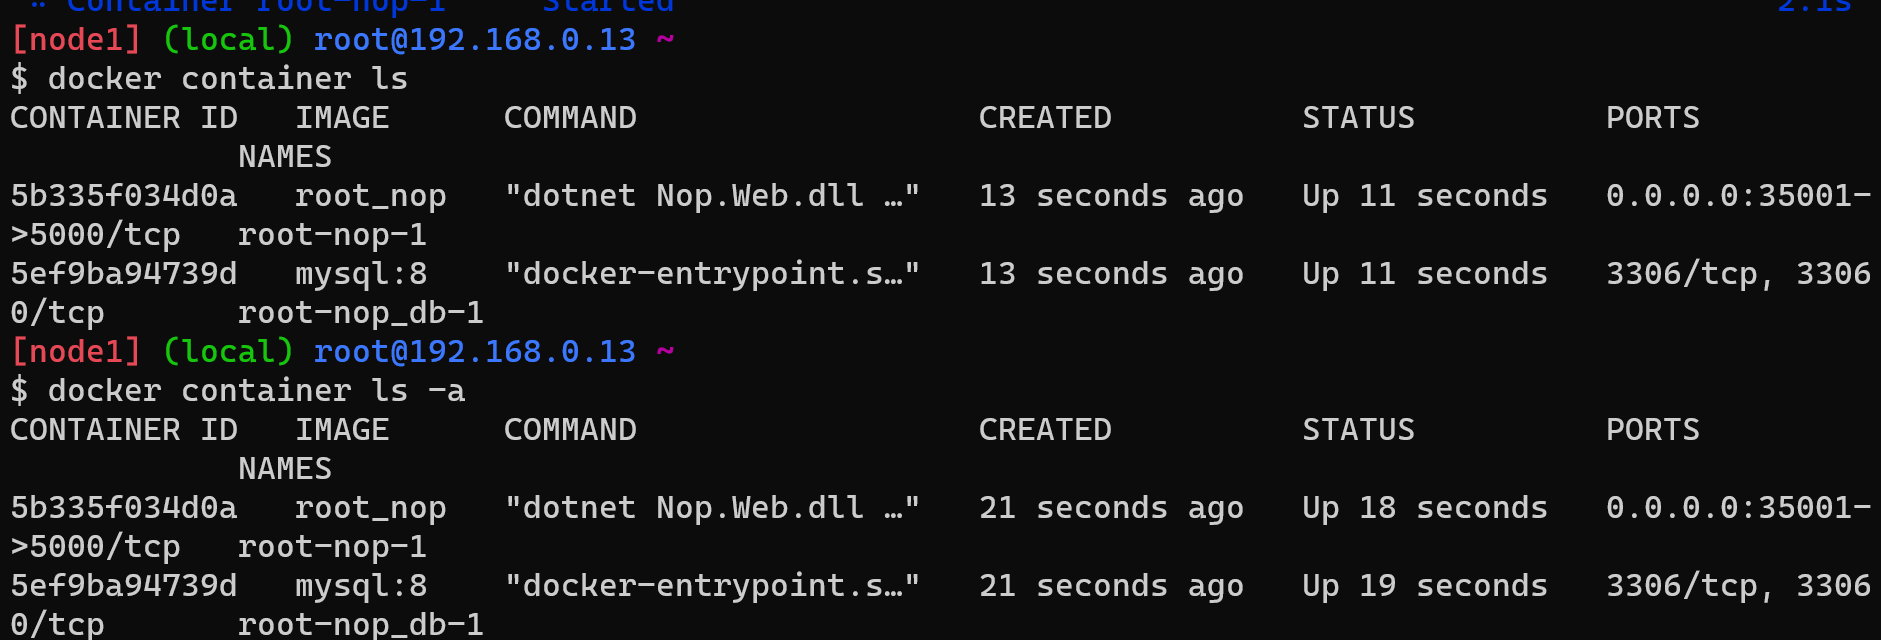 ⠿ Container root-nop-1     Started                                                          2.1s
[node1] (local) root@192.168.0.13 ~
$ docker container ls
CONTAINER ID   IMAGE      COMMAND                  CREATED          STATUS          PORTS
            NAMES
5b335f034d0a   root_nop   "dotnet Nop.Web.dll …"   13 seconds ago   Up 11 seconds   0.0.0.0:35001-
>5000/tcp   root-nop-1
5ef9ba94739d   mysql:8    "docker-entrypoint.s…"   13 seconds ago   Up 11 seconds   3306/tcp, 3306
0/tcp       root-nop_db-1
[node1] (local) root@192.168.0.13 ~
$ docker container ls -a
CONTAINER ID   IMAGE      COMMAND                  CREATED          STATUS          PORTS
            NAMES
5b335f034d0a   root_nop   "dotnet Nop.Web.dll …"   21 seconds ago   Up 18 seconds   0.0.0.0:35001-
>5000/tcp   root-nop-1
5ef9ba94739d   mysql:8    "docker-entrypoint.s…"   21 seconds ago   Up 19 seconds   3306/tcp, 3306
0/tcp       root-nop_db-1